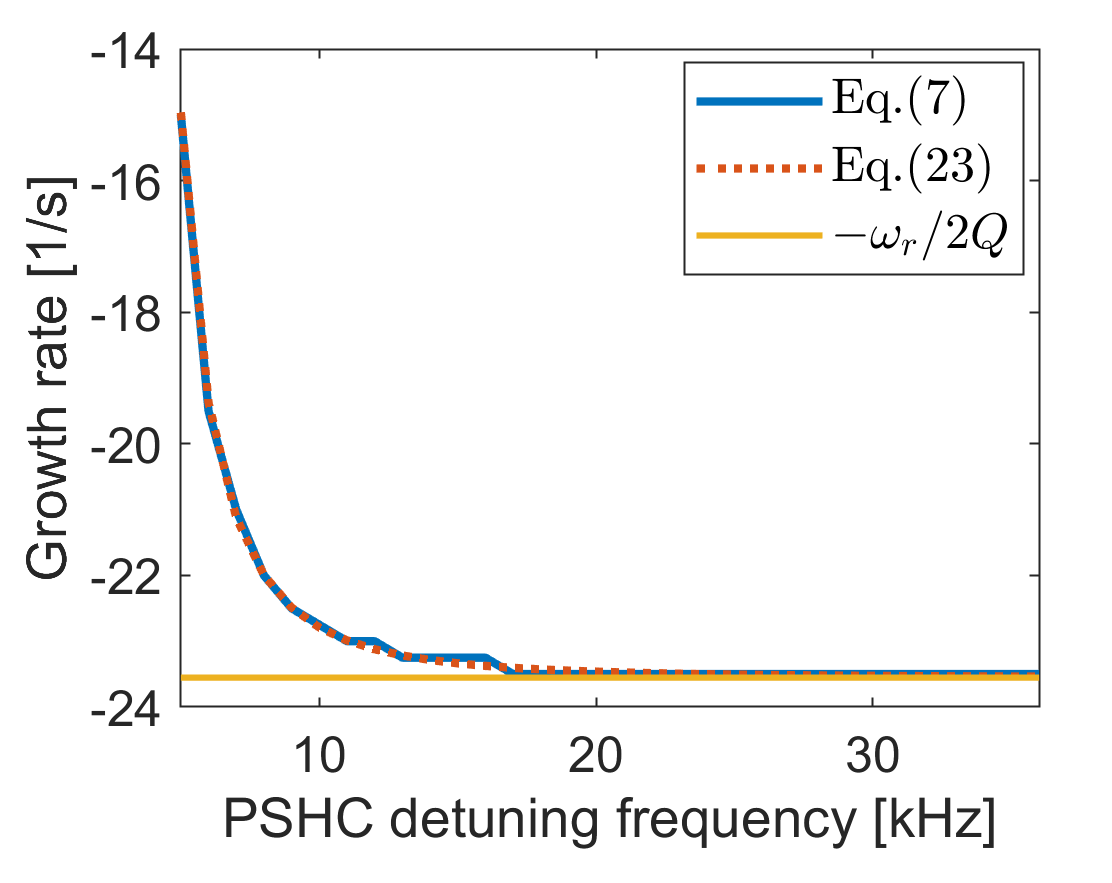 Growth rate [1/s]
-14
-16
-18
-20
-22
-24
Eq.(7)
Eq.(23)
$-\omega_r/2Q$
10 20 30
PSHC detuning frequency [kHz]